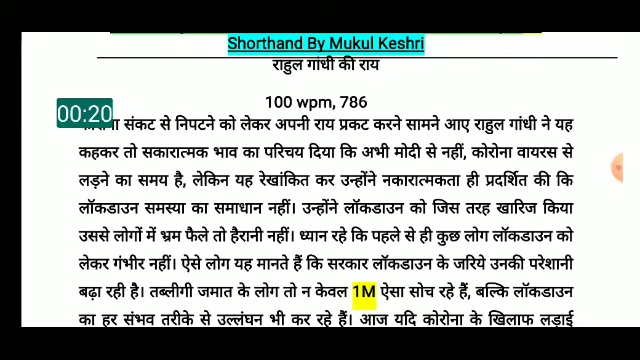 Shorthand By Mukul Keshri
राहुल गांधी की राय
100 wpm, 786
00:20
संकट से निपटने को लेकर अपनी राय प्रकट करने सामने आए राहुल गांधी ने यह
कहकर तो सकारात्मक भाव का परिचय दिया कि अभी मोदी से नहीं, कोरोना वायरस से
लड़ने का समय है, लेकिन यह रेखांकित कर उन्होंने नकारात्मकता ही प्रदर्शित की कि
लॉकडाउन समस्या का समाधान नहीं। उन्होंने लॉकडाउन को जिस तरह खारिज किया
उससे लोगों में भ्रम फैले तो हैरानी नहीं। ध्यान रहे कि पहले से ही कुछ लोग लॉकडाउन को
लेकर गंभीर नहीं। ऐसे लोग यह मानते हैं कि सरकार लॉकडाउन के जरिये उनकी परेशानी
बढ़ा रही है। तब्लीगी जमात के लोग तो न केवल 1M ऐसा सोच रहे हैं, बल्कि लॉकडाउन
का हर संभव तरीके से उल्लंघन भी कर रहे हैं। आज यदि कोरोना के खिलाफ लड़ाई